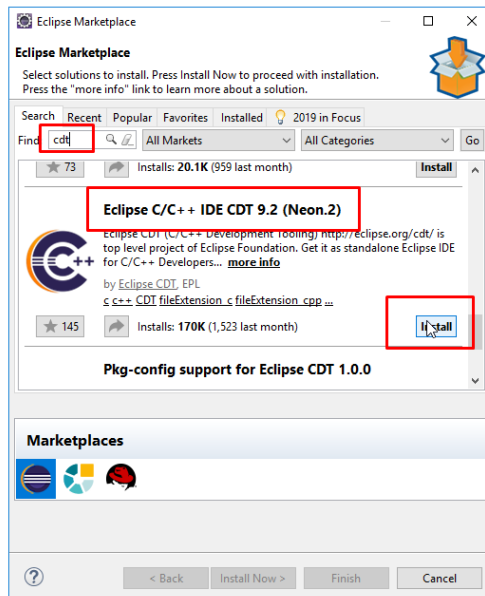 Eclipse Marketplace
Eclipse Marketplace
Select solutions to install. Press Install Now to proceed with installation.
Press the "more info" link to learn more about a solution.
Search Recent Popular Favorites Installed 2019 in Focus
Find: cdt All Markets All Categories Go
73 Installs: 20.1K (959 last month) Install
Eclipse C/C++ IDE CDT 9.2 (Neon.2)
Eclipse CDT (C/C++ Development Tooling) http://eclipse.org/cdt/ is
top level project of Eclipse Foundation. Get it as standalone Eclipse IDE
for C/C++ Developers... more info
by Eclipse CDT, EPL
c c++ CDT fileExtension_c fileExtension_cpp ...
145 Installs: 170K (1,523 last month) Install
Pkg-config support for Eclipse CDT 1.0.0
Marketplaces
? < Back Install Now > Finish Cancel